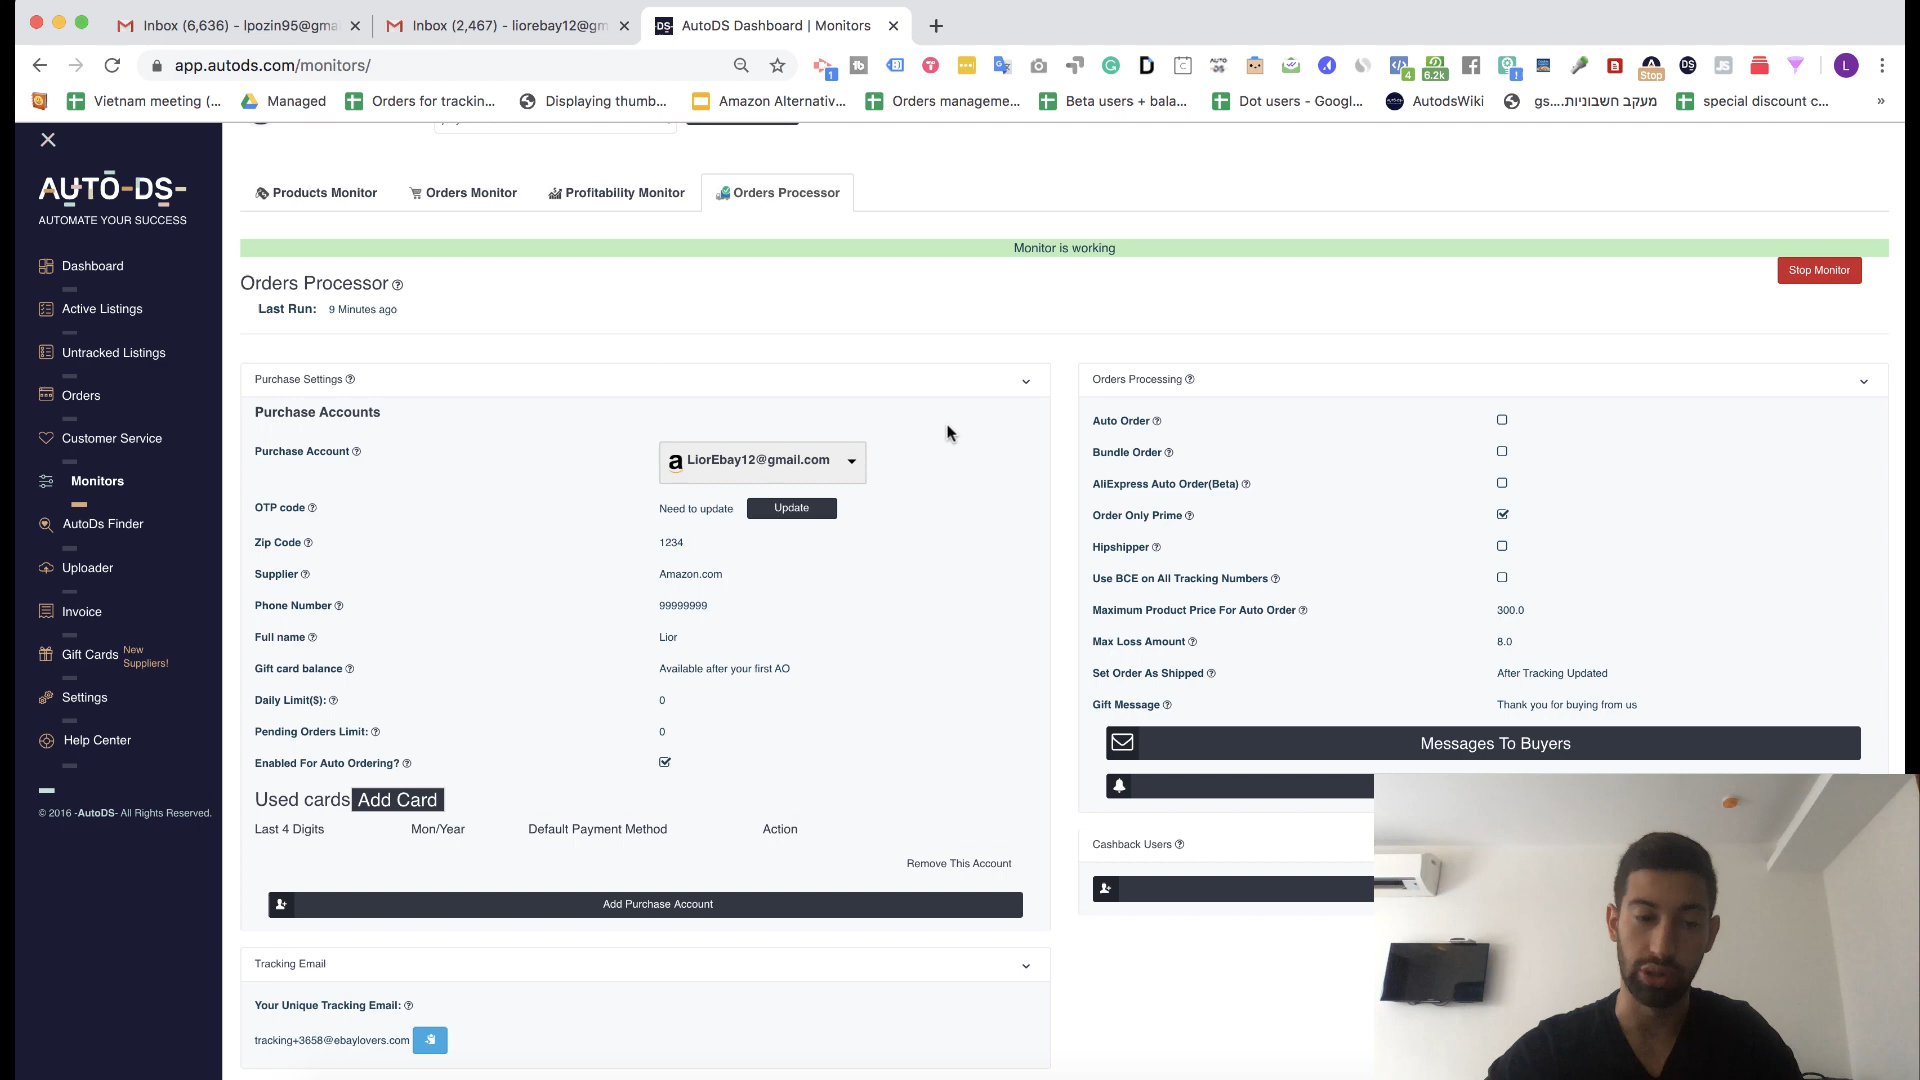 Inbox (6,636) - lpozin95@gma
Inbox (2,467) - liorebay12@gm
AutoDS Dashboard | Monitors
app.autods.com/monitors/
Vietnam meeting (...
Managed
Orders for trackin...
Displaying thumb...
Amazon Alternativ...
Orders manageme...
Beta users + bala...
Dot users - Googl...
AutodsWiki
gs....מעקב חשבוניות
special discount c...
»
AUTO-DS-
AUTOMATE YOUR SUCCESS
Dashboard
Active Listings
Untracked Listings
Orders
Customer Service
Monitors
AutoDs Finder
Uploader
Invoice
Gift Cards New Suppliers!
Settings
Help Center
© 2016 -AutoDS- All Rights Reserved.
Products Monitor
Orders Monitor
Profitability Monitor
Orders Processor
Monitor is working
Orders Processor
Stop Monitor
Last Run: 9 Minutes ago
Purchase Settings
Purchase Accounts
Purchase Account LiorEbay12@gmail.com
OTP code Need to update Update
Zip Code 1234
Supplier Amazon.com
Phone Number 99999999
Full name Lior
Gift card balance Available after your first AO
Daily Limit($): 0
Pending Orders Limit: 0
Enabled For Auto Ordering?
Used cards Add Card
Last 4 Digits Mon/Year Default Payment Method Action
Remove This Account
Add Purchase Account
Tracking Email
Your Unique Tracking Email:
tracking+3658@ebaylovers.com
Orders Processing
Auto Order
Bundle Order
AliExpress Auto Order(Beta)
Order Only Prime
Hipshipper
Use BCE on All Tracking Numbers
Maximum Product Price For Auto Order 300.0
Max Loss Amount 8.0
Set Order As Shipped After Tracking Updated
Gift Message Thank you for buying from us
Messages To Buyers
Cashback Users